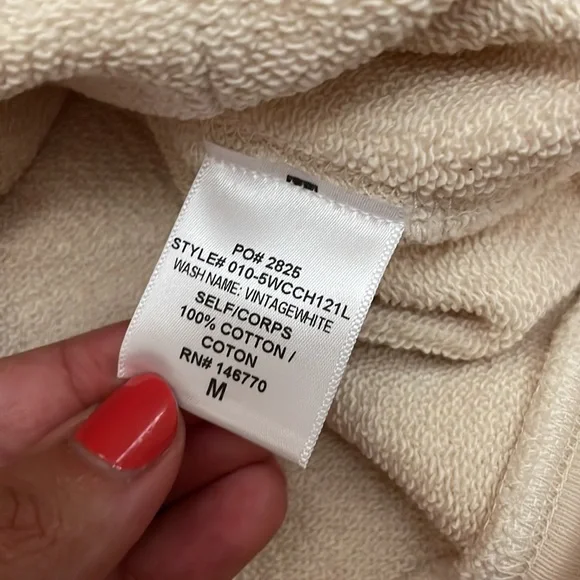 PO# 2825
STYLE# 010-5WCCH121L
WASH NAME: VINTAGEWHITE
SELF/CORPS
100% COTTON /
COTON
RN# 146770
M